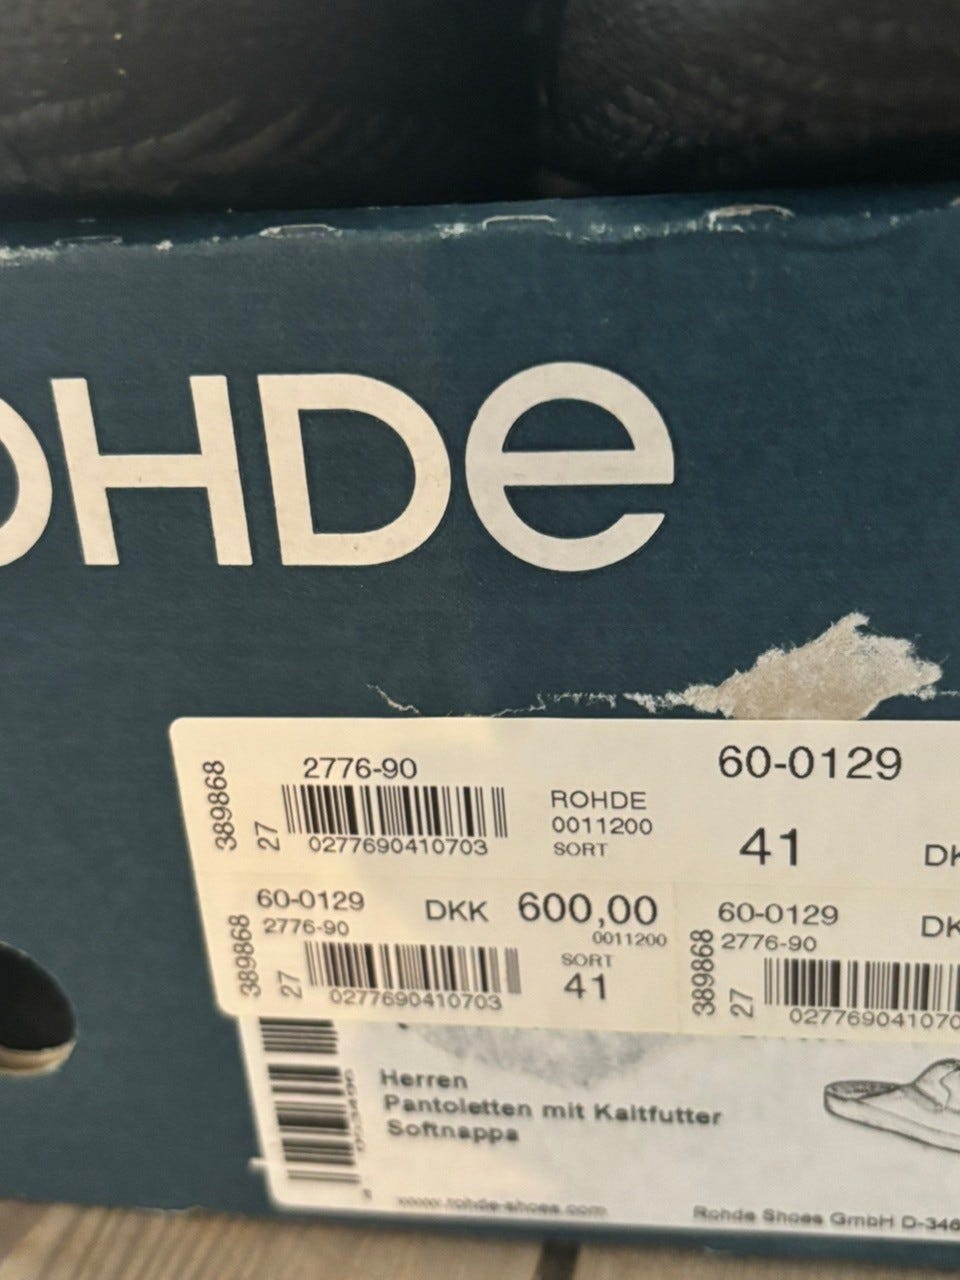 OHDe
2776-90
60-0129
389868
27
0277690410703
ROHDE
0011200
SORT
41
60-0129
2776-90
DKK 600,00
0011200
SORT
41
389868
27
0277690410703
60-0129
2776-90
389868
27
Herren
Pantoletten mit Kaltfutter
Softnappa
www.rohde-shoes.com
Rohde Shoes GmbH D-346